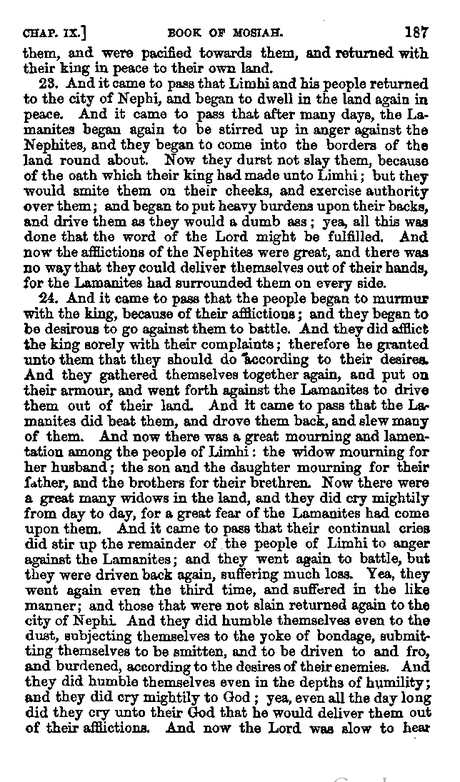 CHAP. IX.] BOOK OF MOSIAH. 187
them, and were pacified towards them, and returned with
their king in peace to their own land.
23. And it came to pass that Limhi and his people returned
to the city of Nephi, and began to dwell in the land again in
peace. And it came to pass that after many days, the La-
manites began again to be stirred up in anger against the
Nephites, and they began to come into the borders of the
land round about. Now they durst not slay them, because
of the oath which their king had made unto Limhi; but they
would smite them on their cheeks, and exercise authority
over them; and began to put heavy burdens upon their backs,
and drive them as they would a dumb ass; yea, all this was
done that the word of the Lord might be fulfilled. And
now the afflictions of the Nephites were great, and there was
no way that they could deliver themselves out of their hands,
for the Lamanites had surrounded them on every side.
24. And it came to pass that the people began to murmur
with the king, because of their afflictions; and they began to
be desirous to go against them to battle. And they did afflict
the king sorely with their complaints; therefore he granted
unto them that they should do according to their desires.
And they gathered themselves together again, and put on
their armour, and went forth against the Lamanites to drive
them out of their land. And it came to pass that the La-
manites did beat them, and drove them back, and slew many
of them. And now there was a great mourning and lamen-
tation among the people of Limhi: the widow mourning for
her husband; the son and the daughter mourning for their
father, and the brothers for their brethren. Now there were
a great many widows in the land, and they did cry mightily
from day to day, for a great fear of the Lamanites had come
upon them. And it came to pass that their continual cries
did stir up the remainder of the people of Limhi to anger
against the Lamanites; and they went again to battle, but
they were driven back again, suffering much loss. Yea, they
went again even the third time, and suffered in the like
manner; and those that were not slain returned again to the
city of Nephi. And they did humble themselves even to the
dust, subjecting themselves to the yoke of bondage, submit-
ting themselves to be smitten, and to be driven to and fro,
and burdened, according to the desires of their enemies. And
they did humble themselves even in the depths of humility;
and they did cry mightily to God; yea, even all the day long
did they cry unto their God that he would deliver them out
of their afflictions. And now the Lord was slow to hear